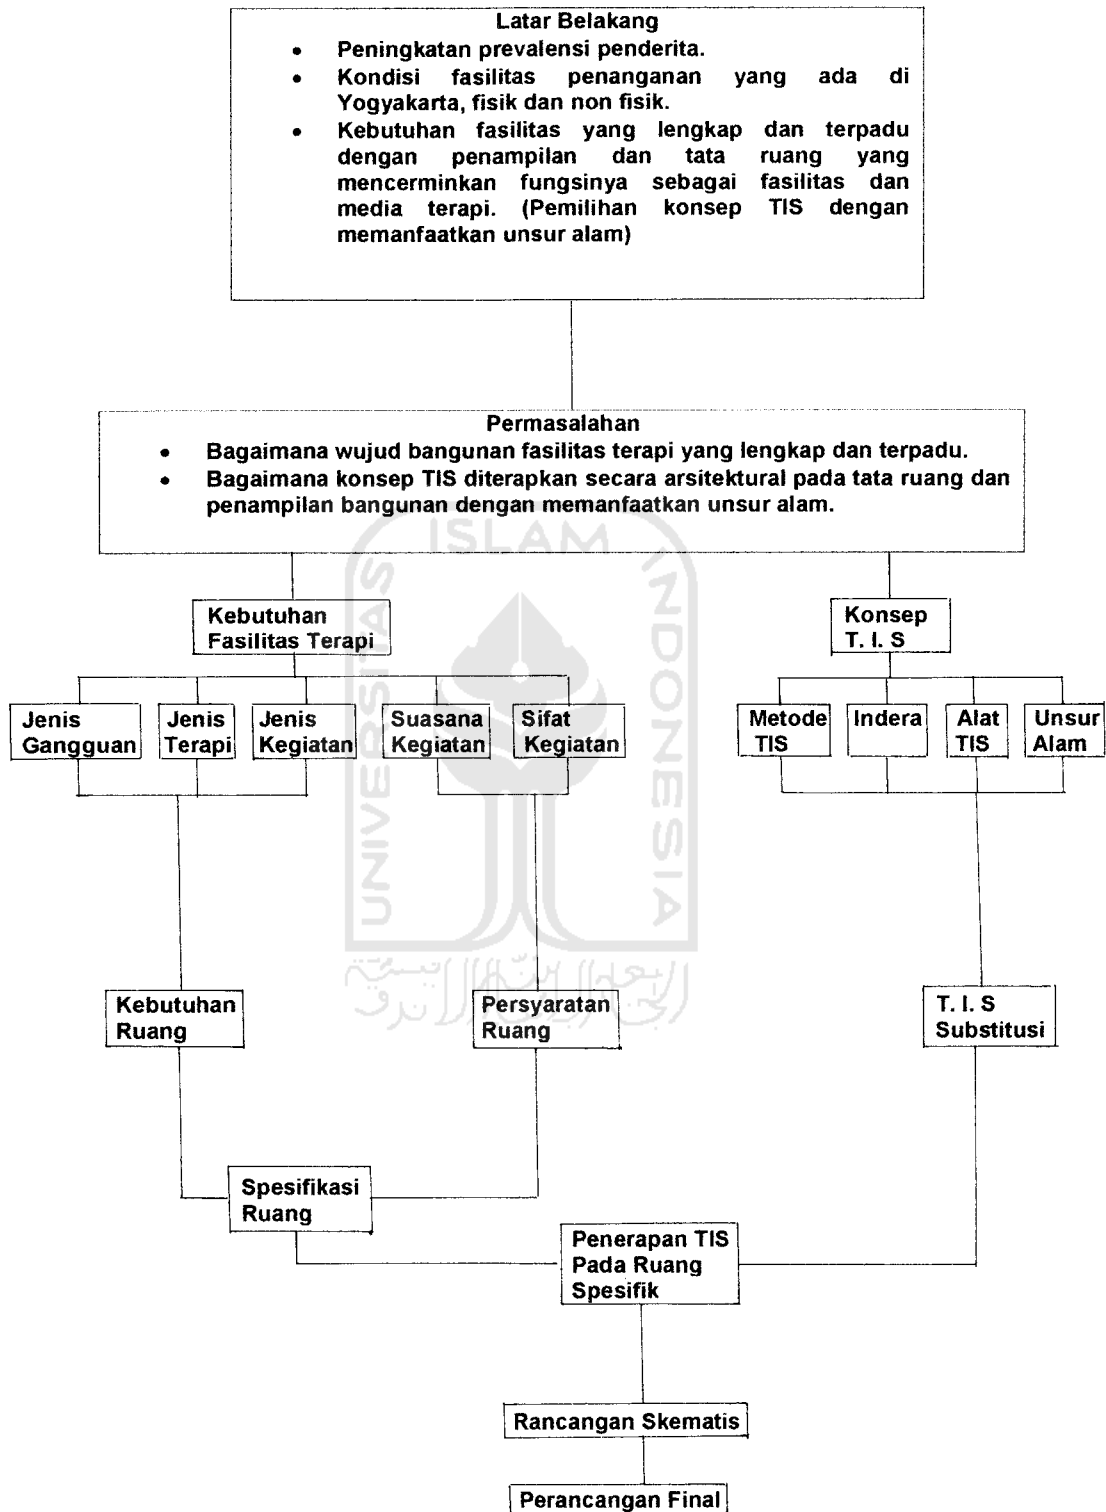 Latar Belakang
• Peningkatan prevalensi penderita.
• Kondisi fasilitas penanganan yang ada di
Yogyakarta, fisik dan non fisik.
• Kebutuhan fasilitas yang lengkap dan terpadu
dengan penampilan dan tata ruang yang
mencerminkan fungsinya sebagai fasilitas dan
media terapi. (Pemilihan konsep TIS dengan
memanfaatkan unsur alam)
Permasalahan
• Bagaimana wujud bangunan fasilitas terapi yang lengkap dan terpadu.
• Bagaimana konsep TIS diterapkan secara arsitektural pada tata ruang dan
penampilan bangunan dengan memanfaatkan unsur alam.
UNIVERSITAS
ISLAM
INDONESIA
Kebutuhan
Fasilitas Terapi
Konsep
T. I. S
Jenis
Gangguan
Jenis
Terapi
Jenis
Kegiatan
Suasana
Kegiatan
Sifat
Kegiatan
Metode
TIS
Indera
Alat
TIS
Unsur
Alam
Kebutuhan
Ruang
Persyaratan
Ruang
T. I. S
Substitusi
Spesifikasi
Ruang
Penerapan TIS
Pada Ruang
Spesifik
Rancangan Skematis
Perancangan Final